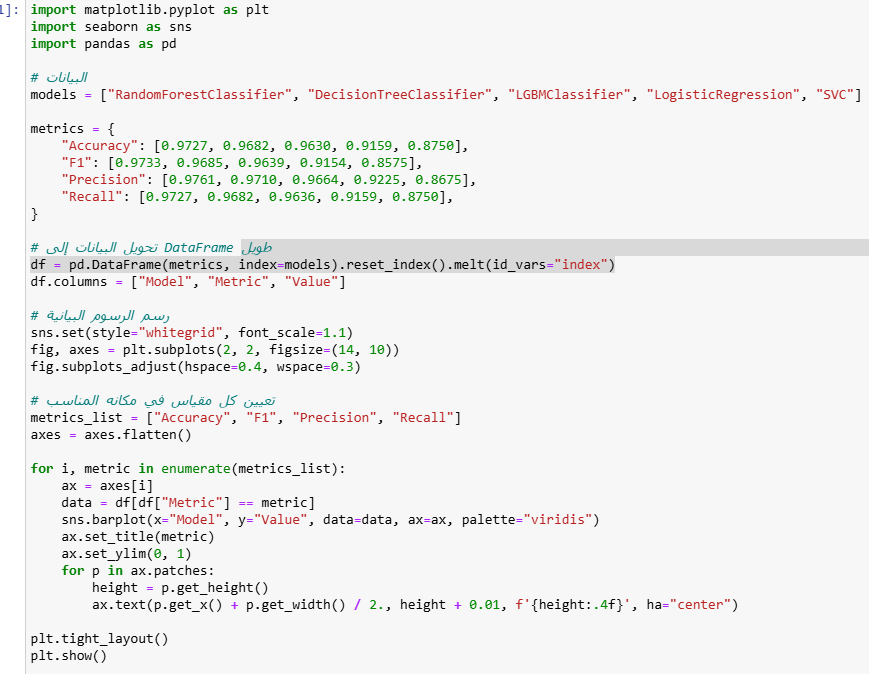 1]: import matplotlib.pyplot as plt
import seaborn as sns
import pandas as pd
# البيانات
models = ["RandomForestClassifier", "DecisionTreeClassifier", "LGBMClassifier", "LogisticRegression", "SVC"]
metrics = {
    "Accuracy": [0.9727, 0.9682, 0.9630, 0.9159, 0.8750],
    "F1": [0.9733, 0.9685, 0.9639, 0.9154, 0.8575],
    "Precision": [0.9761, 0.9710, 0.9664, 0.9225, 0.8675],
    "Recall": [0.9727, 0.9682, 0.9636, 0.9159, 0.8750],
}
# تحويل البيانات إلى DataFrame طويل
df = pd.DataFrame(metrics, index=models).reset_index().melt(id_vars="index")
df.columns = ["Model", "Metric", "Value"]
# رسم الرسوم البيانية
sns.set(style="whitegrid", font_scale=1.1)
fig, axes = plt.subplots(2, 2, figsize=(14, 10))
fig.subplots_adjust(hspace=0.4, wspace=0.3)
# تعيين كل مقياس في مكانه المناسب
metrics_list = ["Accuracy", "F1", "Precision", "Recall"]
axes = axes.flatten()
for i, metric in enumerate(metrics_list):
    ax = axes[i]
    data = df[df["Metric"] == metric]
    sns.barplot(x="Model", y="Value", data=data, ax=ax, palette="viridis")
    ax.set_title(metric)
    ax.set_ylim(0, 1)
    for p in ax.patches:
        height = p.get_height()
        ax.text(p.get_x() + p.get_width() / 2., height + 0.01, f'{height:.4f}', ha="center")
plt.tight_layout()
plt.show()